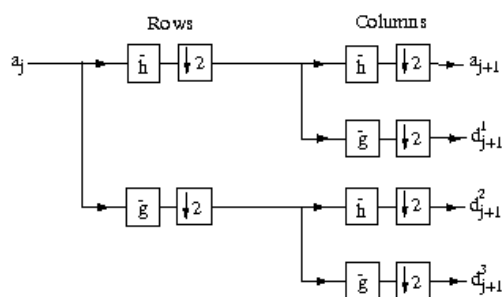 Rows Columns
a_j h̄ ↓2 h̄ ↓2 a_{j+1}
ḡ ↓2 d^1_{j+1}
ḡ ↓2 h̄ ↓2 d^2_{j+1}
ḡ ↓2 d^3_{j+1}